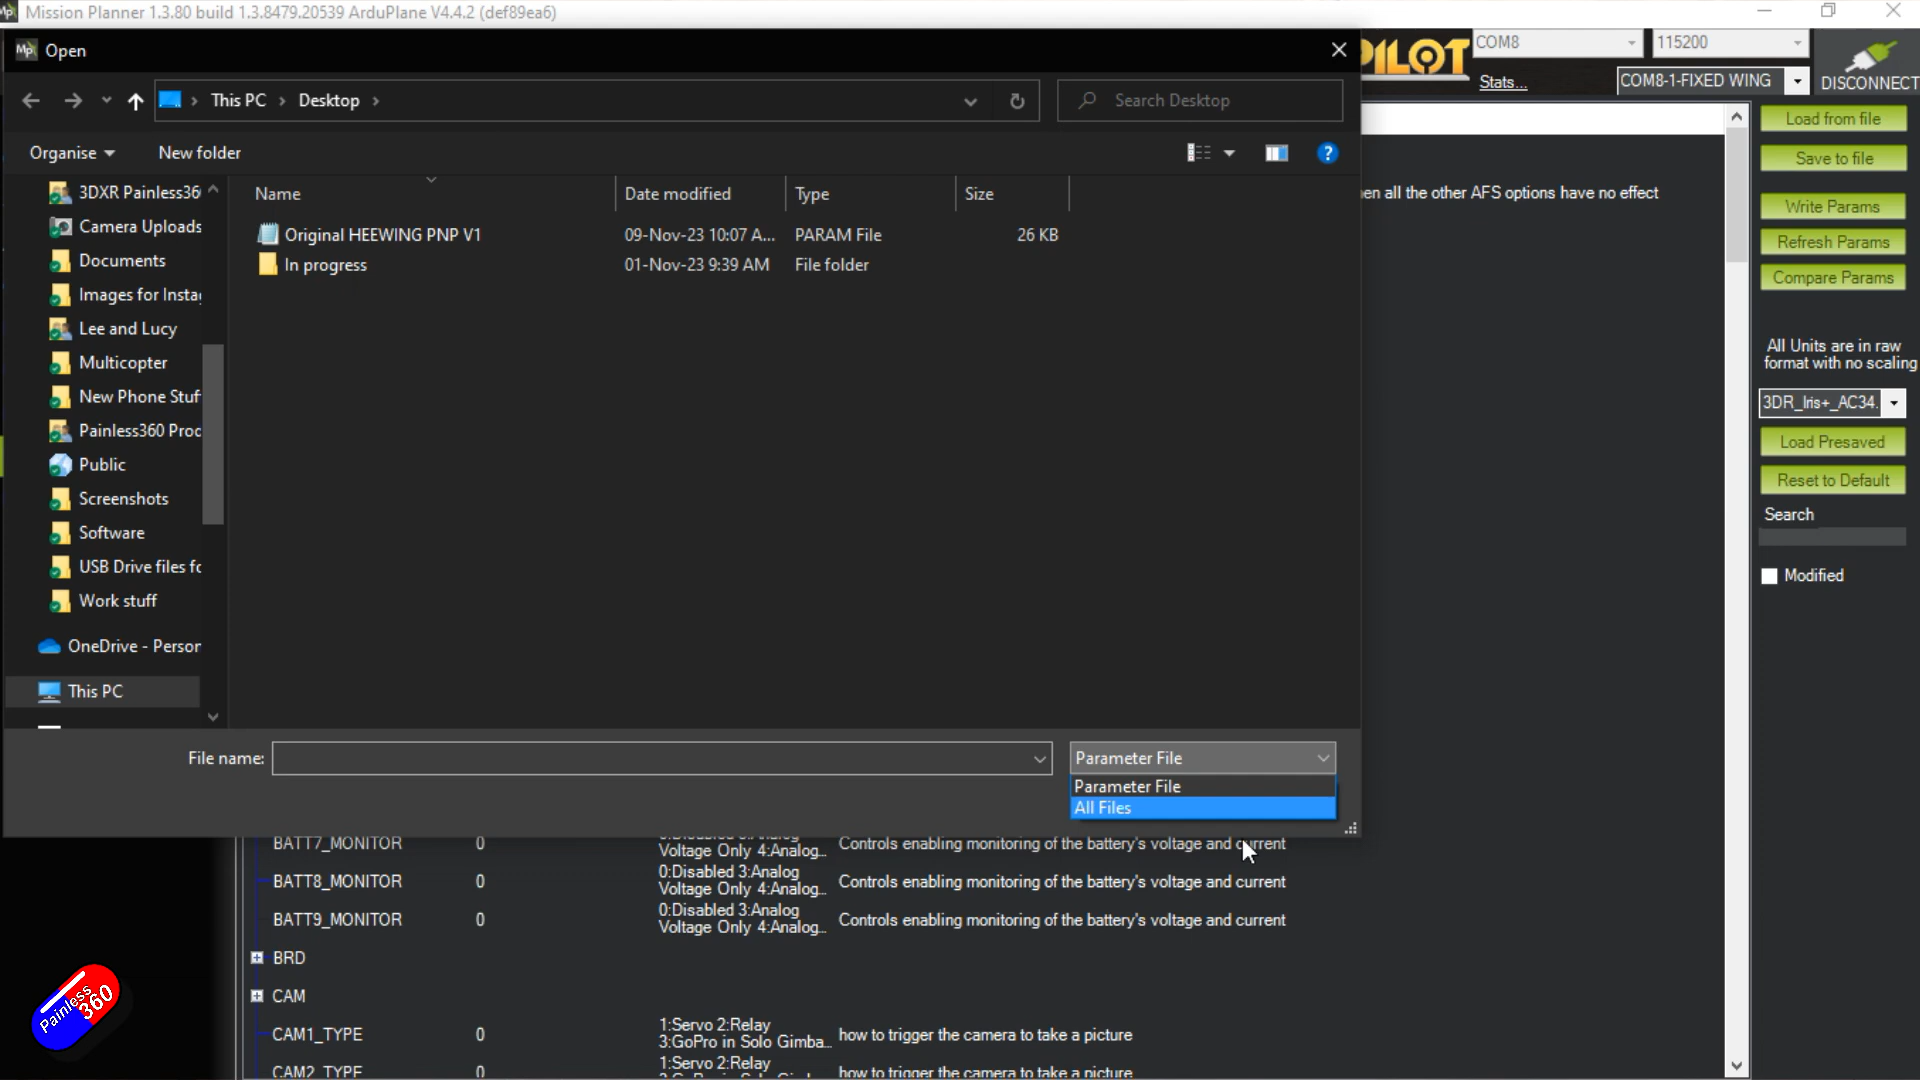 Mission Planner 1.3.80 build 1.3.8479.20539 ArduPlane V4.4.2 (def89ea6)
Open
PILOT
COM8
115200
Stats...
COM8-1-FIXED WING
DISCONNECT
This PC
Desktop
Search Desktop
Organise
New folder
Name
Date modified
Type
Size
Original HEEWING PNP V1
09-Nov-23 10:07 A...
PARAM File
26 KB
In progress
01-Nov-23 9:39 AM
File folder
3DXR Painless36
Camera Uploads
Documents
Images for Insta
Lee and Lucy
Multicopter
New Phone Stuf
Painless360 Proc
Public
Screenshots
Software
USB Drive files fo
Work stuff
OneDrive - Person
This PC
File name:
Parameter File
Parameter File
All Files
en all the other AFS options have no effect
Load from file
Save to file
Write Params
Refresh Params
Compare Params
All Units are in raw
format with no scaling
3DR_Iris+_AC34.
Load Presaved
Reset to Default
Search
Modified
BATT7_MONITOR
0
Voltage Only 4:Analog...
Controls enabling monitoring of the battery's voltage and current
BATT8_MONITOR
0
0:Disabled 3:Analog
Voltage Only 4:Analog...
Controls enabling monitoring of the battery's voltage and current
BATT9_MONITOR
0
0:Disabled 3:Analog
Voltage Only 4:Analog...
Controls enabling monitoring of the battery's voltage and current
BRD
CAM
CAM1_TYPE
0
1:Servo 2:Relay
3:GoPro in Solo Gimba...
how to trigger the camera to take a picture
CAM2_TYPE
0
1:Servo 2:Relay
how to trigger the camera to take a picture
Painless
360